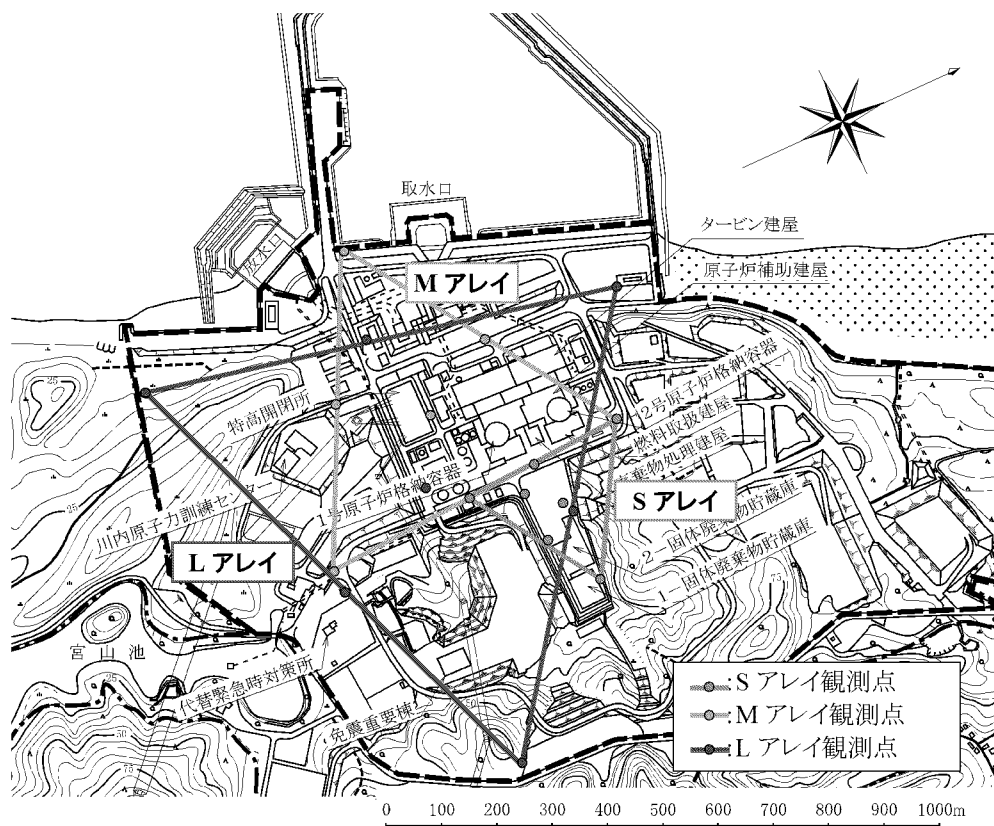 取水口
放水口
タービン建屋
原子炉補助建屋
M アレイ
2号原子炉格納容器
燃料取扱建屋
廃棄物処理建屋
特高開閉所
1号原子炉格納容器
S アレイ
川内原子力訓練センター
2－固体廃棄物貯蔵庫
1－固体廃棄物貯蔵庫
L アレイ
宮山池
代替緊急時対策所
免震重要棟
25
25
25
50
75
75
50
S アレイ観測点
M アレイ観測点
L アレイ観測点
0 100 200 300 400 500 600 700 800 900 1000m